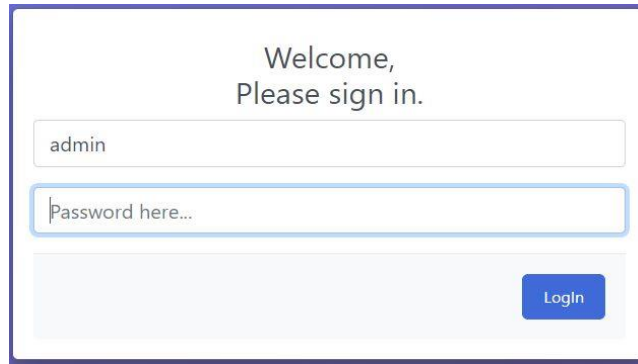 Welcome,
Please sign in.
admin
Password here...
LogIn